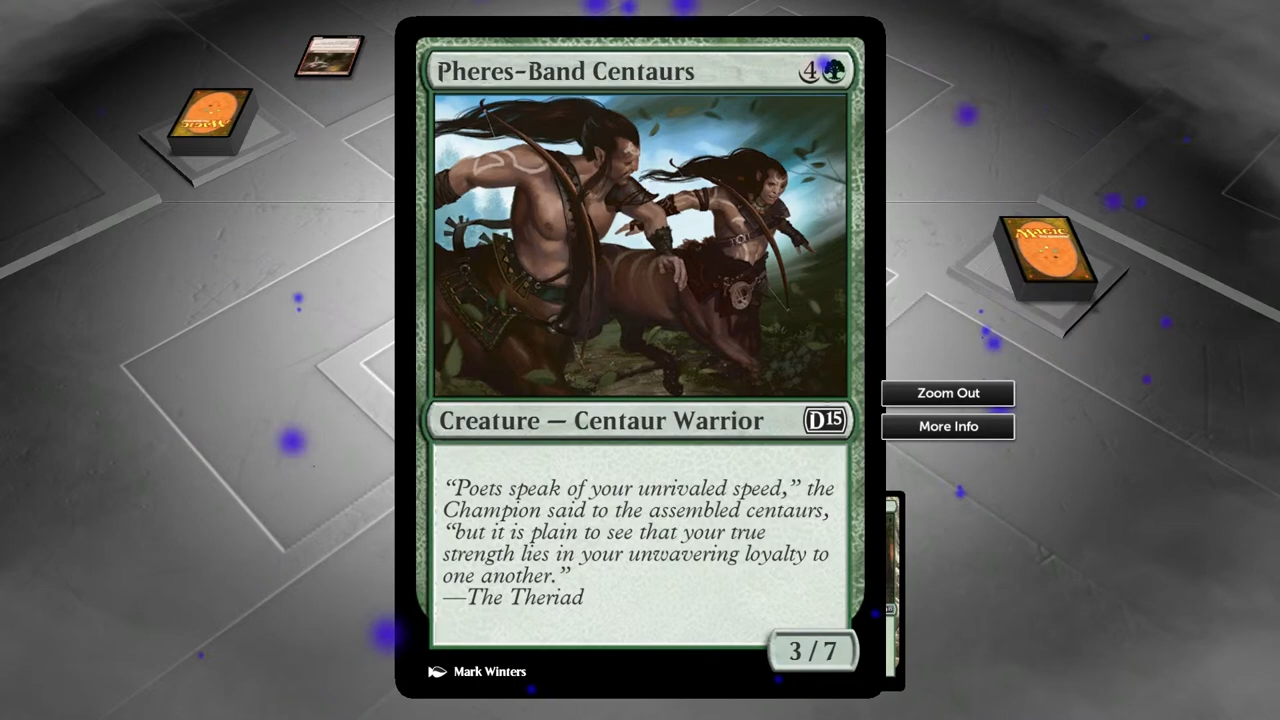 Pheres-Band Centaurs 4
Creature — Centaur Warrior D15
Zoom Out
More Info
“Poets speak of your unrivaled speed,” the
Champion said to the assembled centaurs,
“but it is plain to see that your true
strength lies in your unwavering loyalty to
one another.”
—The Theriad
3 / 7
Mark Winters
MAGIC
MAGIC